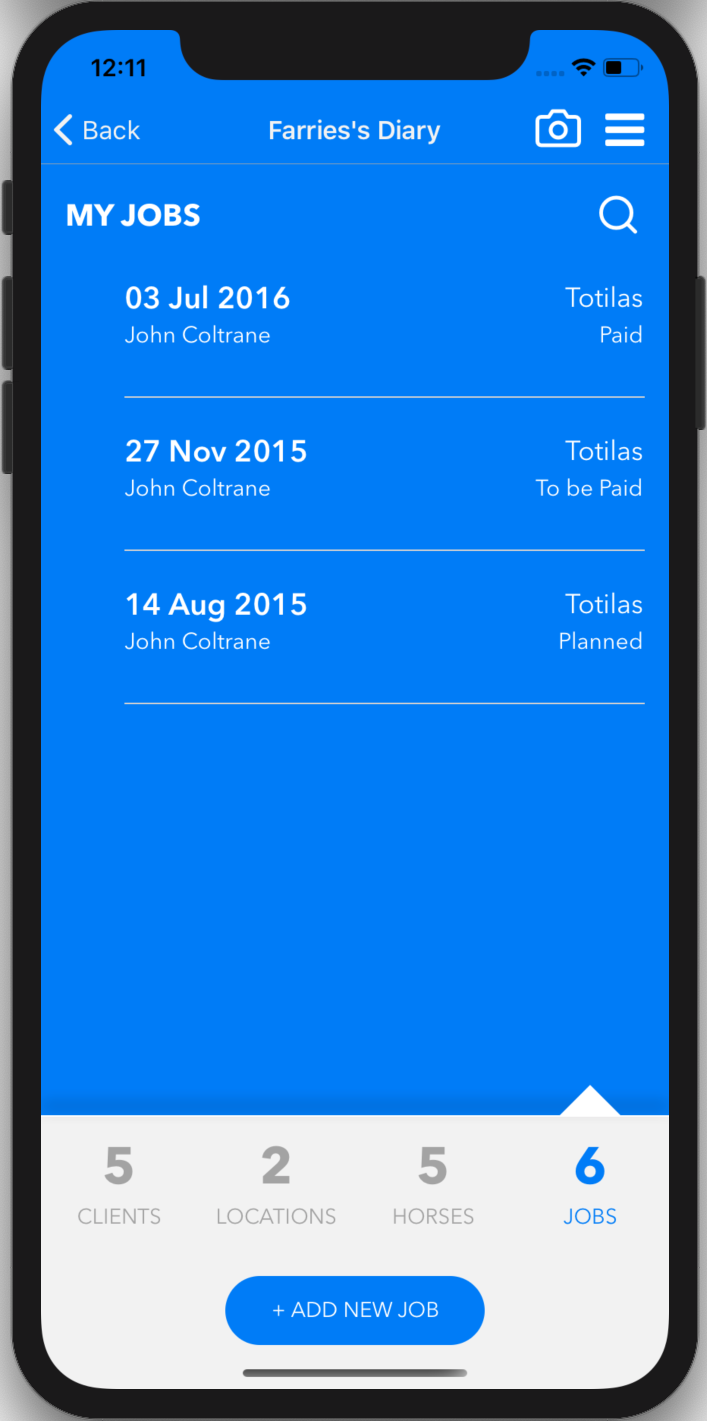 12:11
Back Farries's Diary
MY JOBS
03 Jul 2016 Totilas
John Coltrane Paid
27 Nov 2015 Totilas
John Coltrane To be Paid
14 Aug 2015 Totilas
John Coltrane Planned
5 2 5 6
CLIENTS LOCATIONS HORSES JOBS
+ ADD NEW JOB